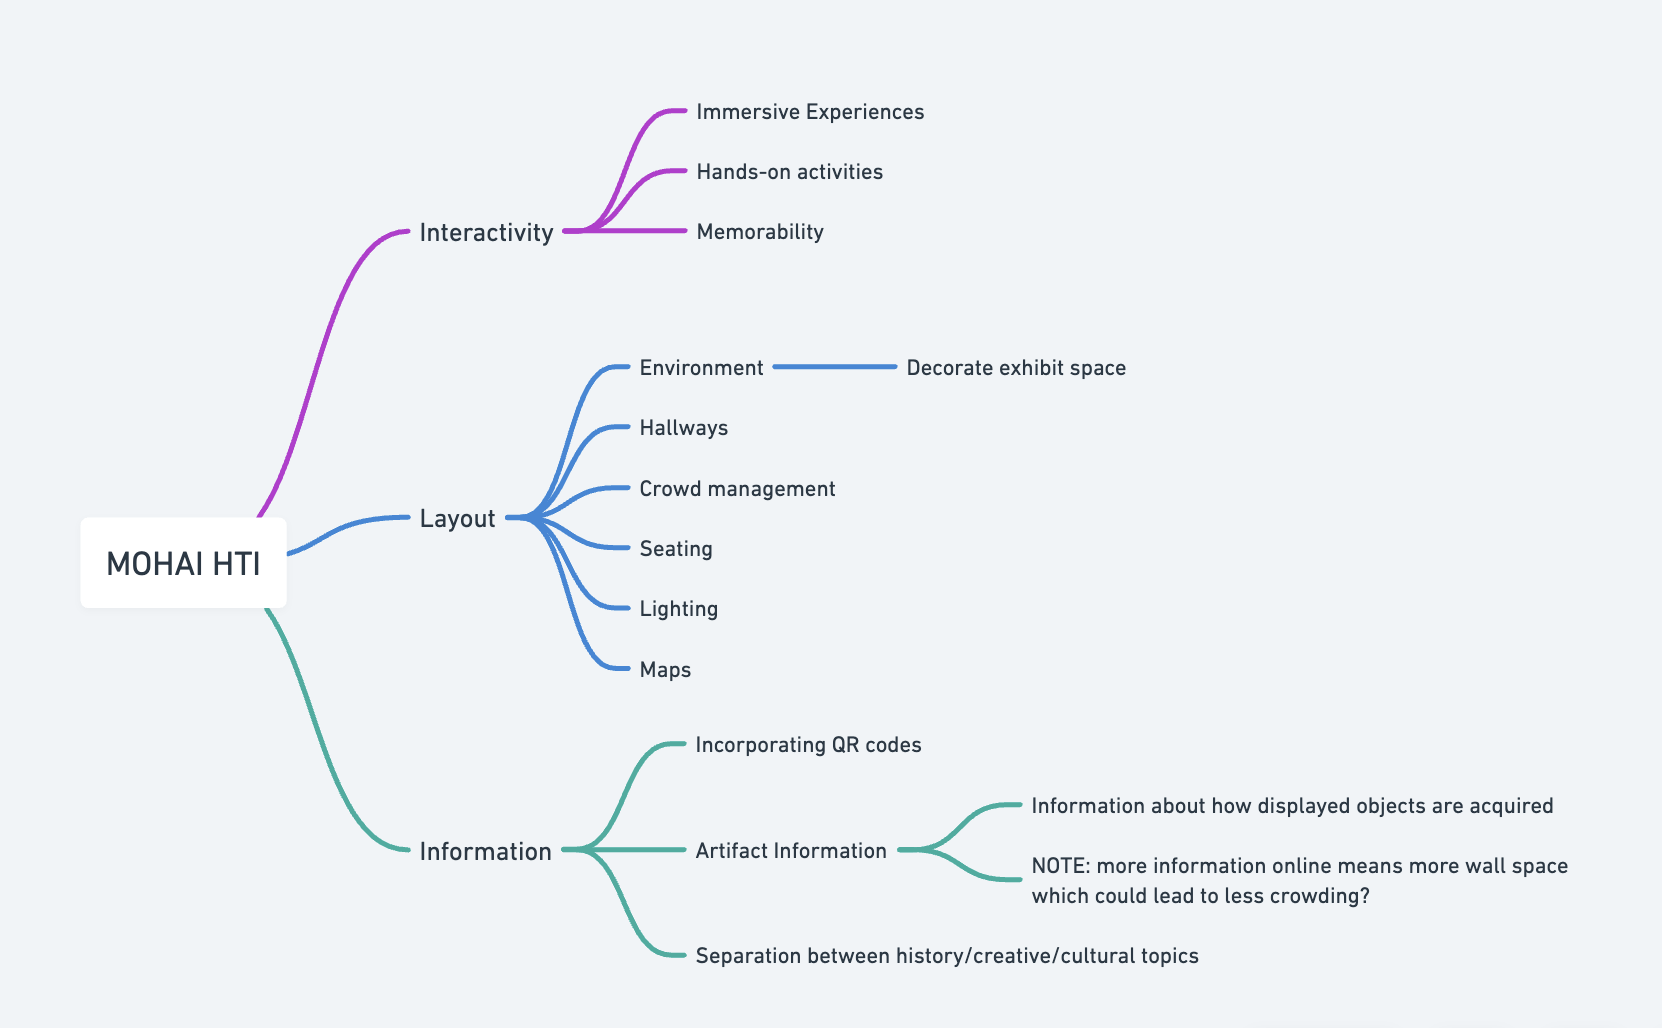 Immersive Experiences
Hands-on activities
Interactivity
Memorability
Environment
Decorate exhibit space
Hallways
Crowd management
Layout
Seating
MOHAI HTI
Lighting
Maps
Incorporating QR codes
Information about how displayed objects are acquired
Information
Artifact Information
NOTE: more information online means more wall space
which could lead to less crowding?
Separation between history/creative/cultural topics